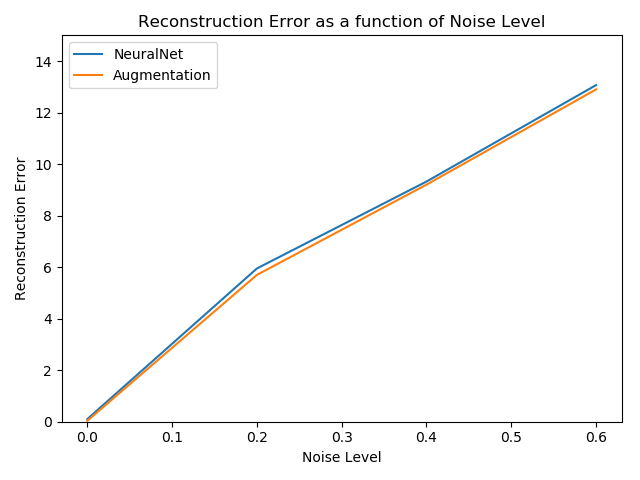 Reconstruction Error as a function of Noise Level
NeuralNet
Augmentation
14
12
10
8
6
4
2
0
Reconstruction Error
0.0 0.1 0.2 0.3 0.4 0.5 0.6
Noise Level